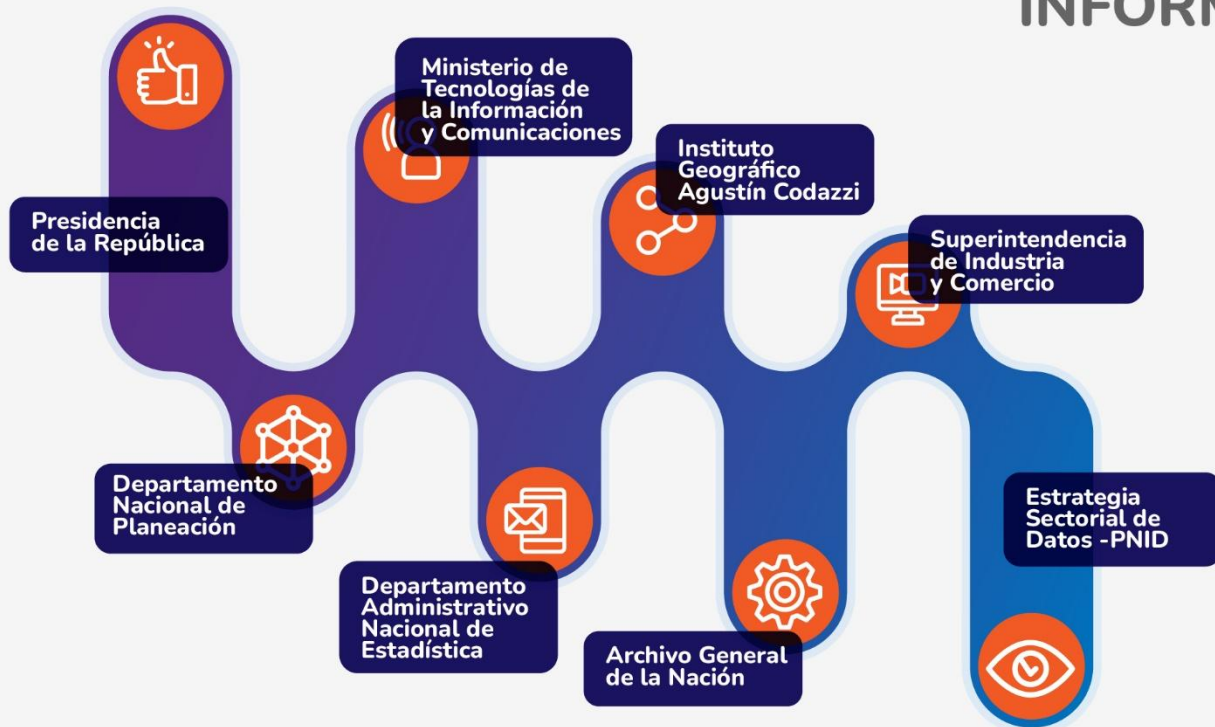 Presidencia
de la República
Departamento
Nacional de
Planeación
Ministerio de
Tecnologías de
la Información
y Comunicaciones
Departamento
Administrativo
Nacional de
Estadística
Instituto
Geográfico
Agustín Codazzi
Archivo General
de la Nación
Superintendencia
de Industria
y Comercio
Estrategia
Sectorial de
Datos -PNID